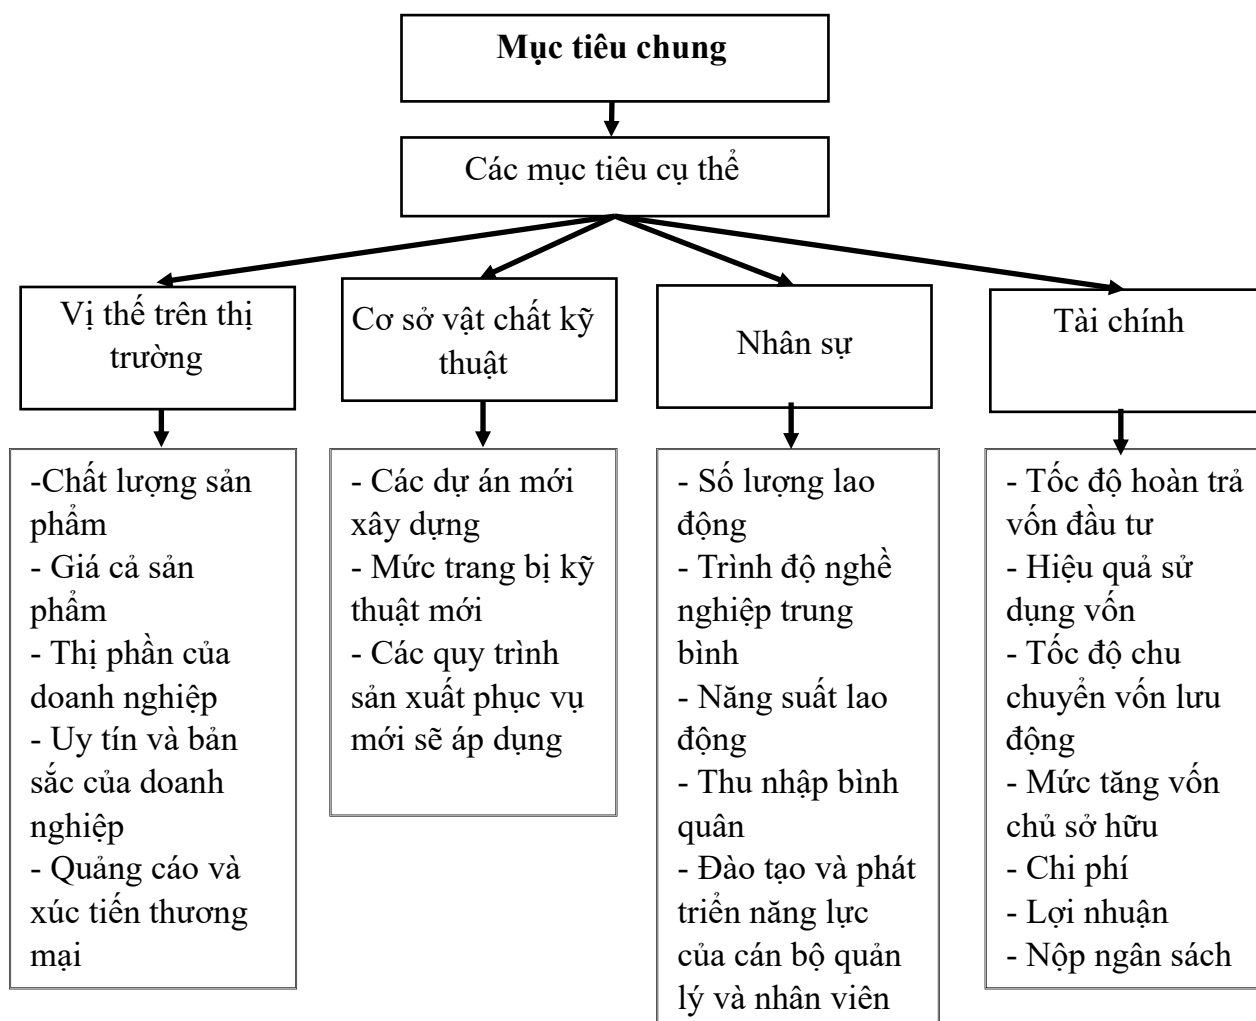 Mục tiêu chung
Các mục tiêu cụ thể
Vị thế trên thị
trường
Cơ sở vật chất kỹ
thuật
Nhân sự
Tài chính
-Chất lượng sản
phẩm
- Giá cả sản
phẩm
- Thị phần của
doanh nghiệp
- Uy tín và bản
sắc của doanh
nghiệp
- Quảng cáo và
xúc tiến thương
mại
- Các dự án mới
xây dựng
- Mức trang bị kỹ
thuật mới
- Các quy trình
sản xuất phục vụ
mới sẽ áp dụng
- Số lượng lao
động
- Trình độ nghề
nghiệp trung
bình
- Năng suất lao
động
- Thu nhập bình
quân
- Đào tạo và phát
triển năng lực
của cán bộ quản
lý và nhân viên
- Tốc độ hoàn trả
vốn đầu tư
- Hiệu quả sử
dụng vốn
- Tốc độ chu
chuyển vốn lưu
động
- Mức tăng vốn
chủ sở hữu
- Chi phí
- Lợi nhuận
- Nộp ngân sách